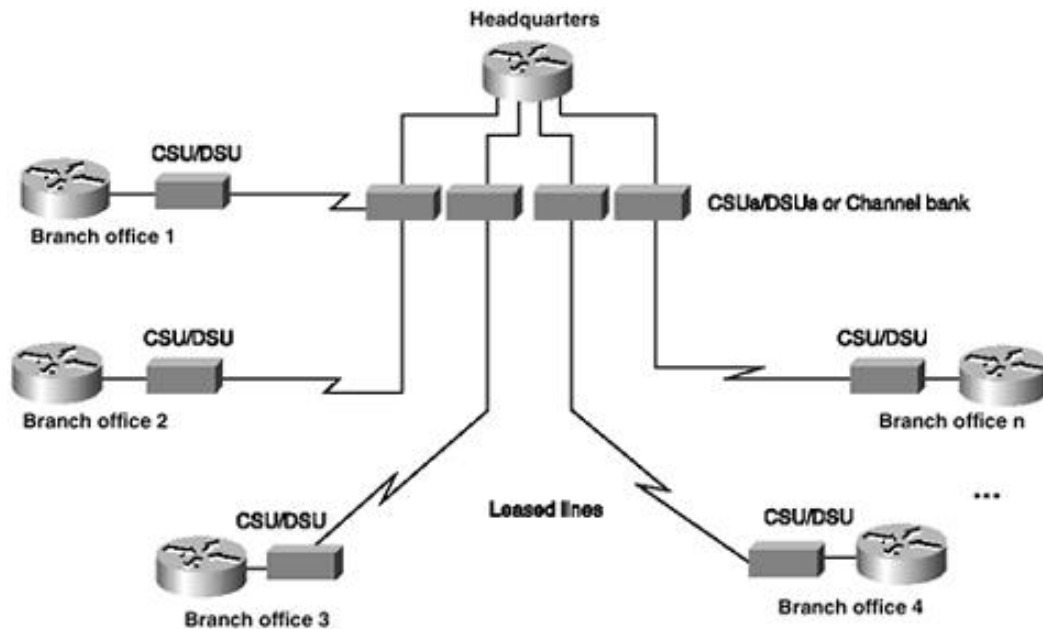 Headquarters
CSU/DSU
CSUs/DSUs or Channel bank
Branch office 1
CSU/DSU
CSU/DSU
Branch office 2
Branch office n
...
Leased lines
CSU/DSU
CSU/DSU
Branch office 3
Branch office 4